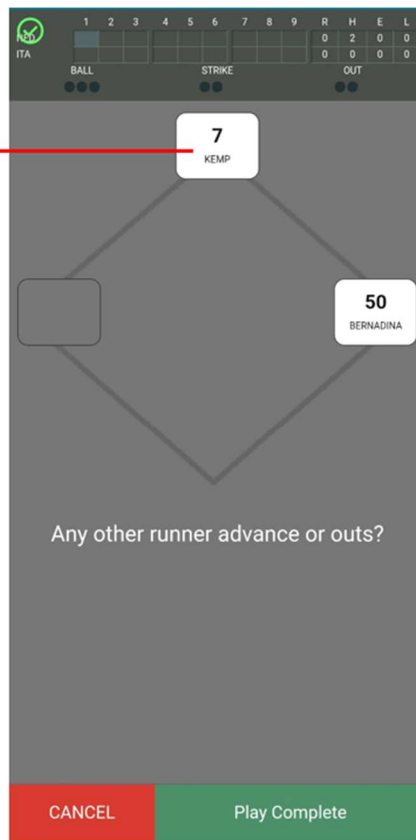 1 2 3 4 5 6 7 8 9 R H E L
0 2 0 0
ITA 0 0 0 0
BALL STRIKE OUT
7
KEMP
50
BERNADINA
Any other runner advance or outs?
CANCEL Play Complete